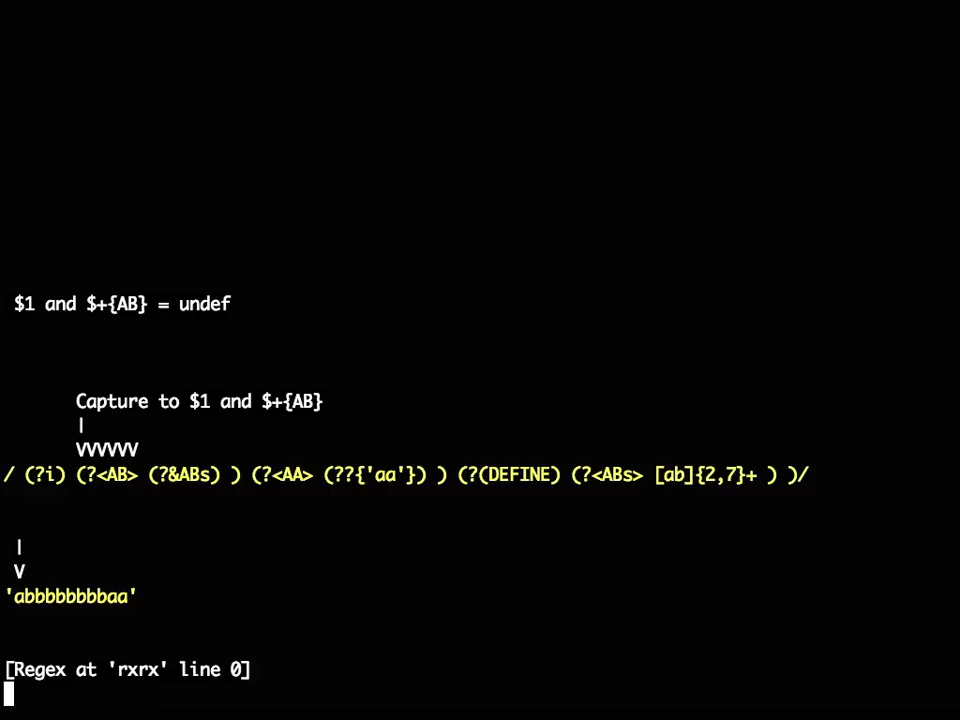 $1 and $+{AB} = undef
Capture to $1 and $+{AB}
|
VVVVVV
/ (?i) (?<AB> (?&ABs) ) (?<AA> (??{'aa'}) ) (?(DEFINE) (?<ABs> [ab]{2,7}+ ) )/
|
V
'abbbbbbbbaa'
[Regex at 'rxrx' line 0]